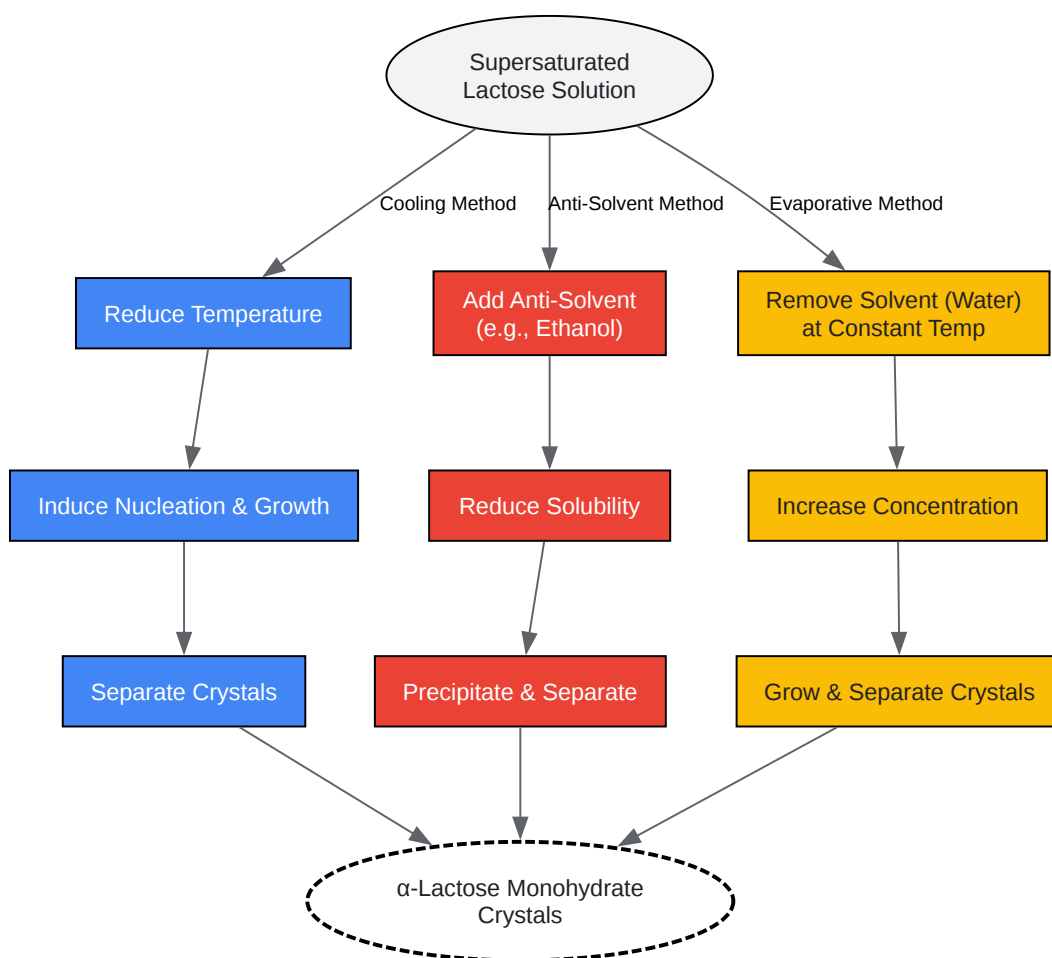 Supersaturated
Lactose Solution
Cooling Method
Anti-Solvent Method
Evaporative Method
Reduce Temperature
Add Anti-Solvent
(e.g., Ethanol)
Remove Solvent (Water)
at Constant Temp
Induce Nucleation & Growth
Reduce Solubility
Increase Concentration
Separate Crystals
Precipitate & Separate
Grow & Separate Crystals
α-Lactose Monohydrate
Crystals